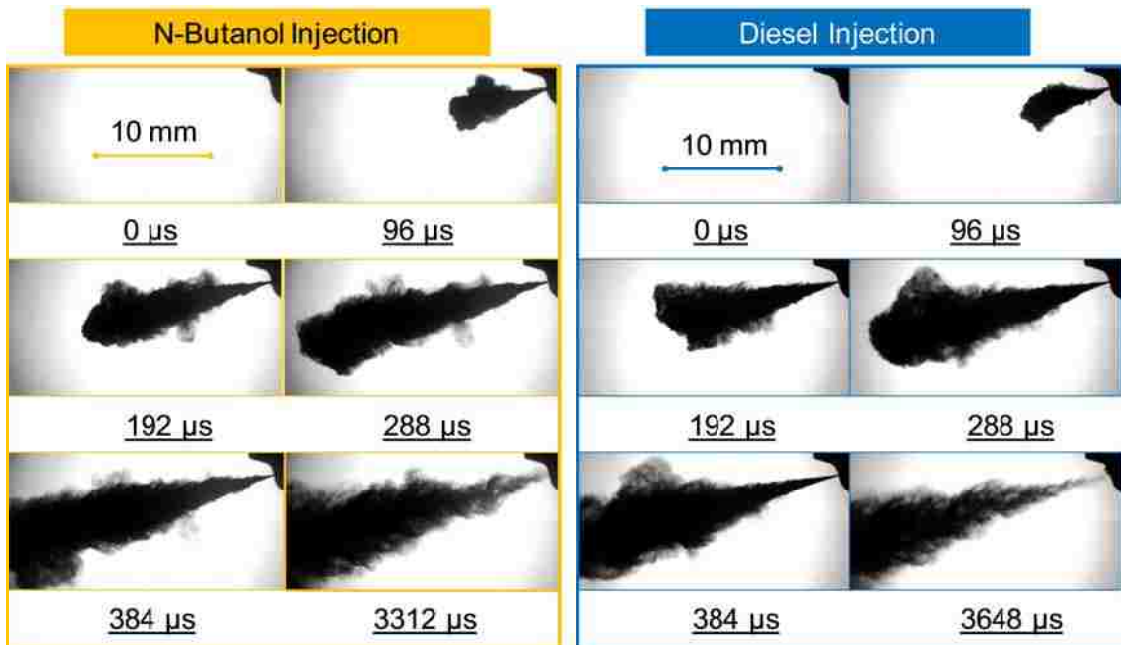 N-Butanol Injection
10 mm
0 µs
96 µs
192 µs
288 µs
384 µs
3312 µs
Diesel Injection
10 mm
0 µs
96 µs
192 µs
288 µs
384 µs
3648 µs